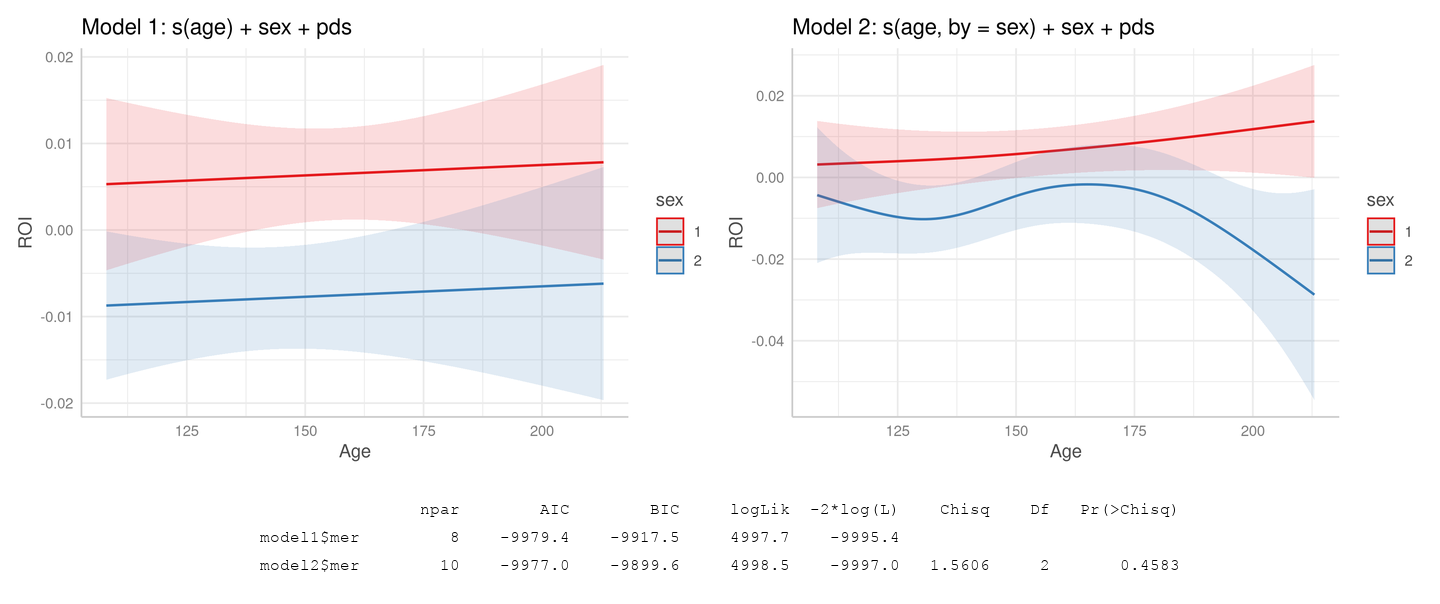 Model 1: s(age) + sex + pds
0.02
0.01
0.00
-0.01
-0.02
ROI
125 150 175 200
Age
sex
1
2
Model 2: s(age, by = sex) + sex + pds
0.02
0.00
-0.02
-0.04
ROI
125 150 175 200
Age
sex
1
2
npar AIC BIC logLik -2*log(L) Chisq Df Pr(>Chisq)
model1$mer 8 -9979.4 -9917.5 4997.7 -9995.4
model2$mer 10 -9977.0 -9899.6 4998.5 -9997.0 1.5606 2 0.4583